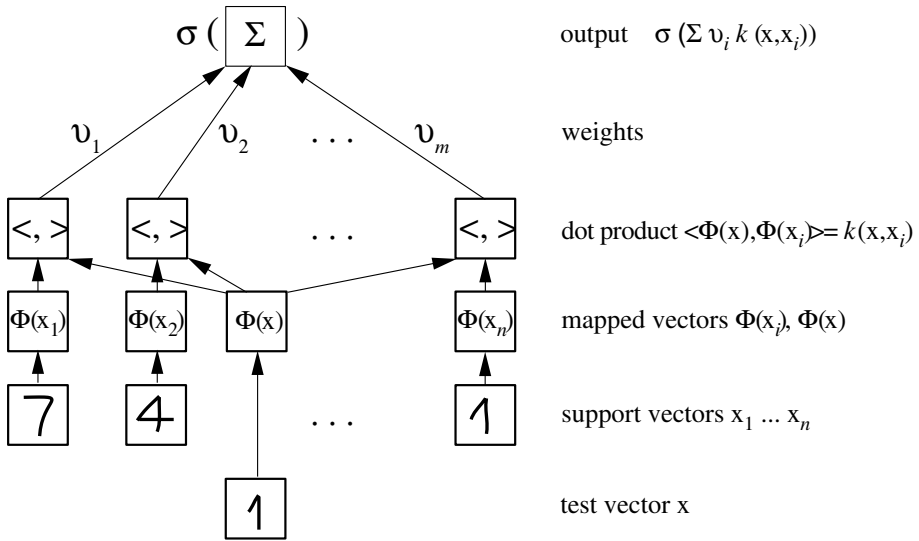 σ ( Σ ) output σ (Σ υ_i k (x,x_i))
υ_1 υ_2 . . . υ_m weights
<, > <, > . . . <, > dot product <Φ(x),Φ(x_i)>= k(x,x_i)
Φ(x_1) Φ(x_2) Φ(x) Φ(x_n) mapped vectors Φ(x_i), Φ(x)
7 4 . . . 1 support vectors x_1 ... x_n
1 test vector x